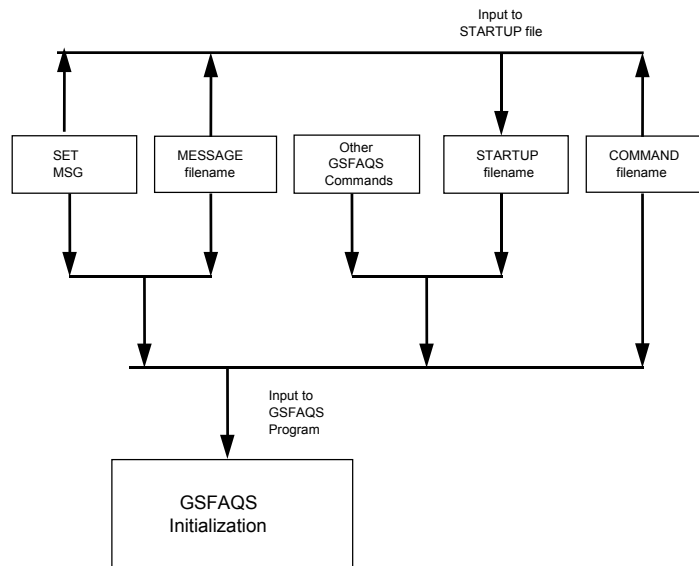 Input to
STARTUP file
SET
MSG
MESSAGE
filename
Other
GSFAQS
Commands
STARTUP
filename
COMMAND
filename
Input to
GSFAQS
Program
GSFAQS
Initialization